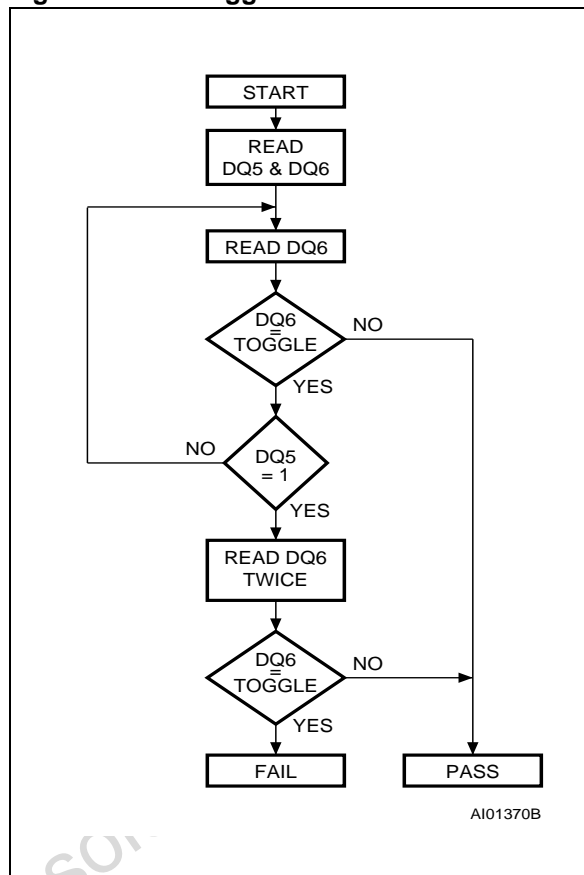 START
READ
DQ5 & DQ6
READ DQ6
DQ6
=
TOGGLE
NO
YES
NO
DQ5
= 1
YES
READ DQ6
TWICE
DQ6
=
TOGGLE
NO
YES
FAIL
PASS
AI01370B